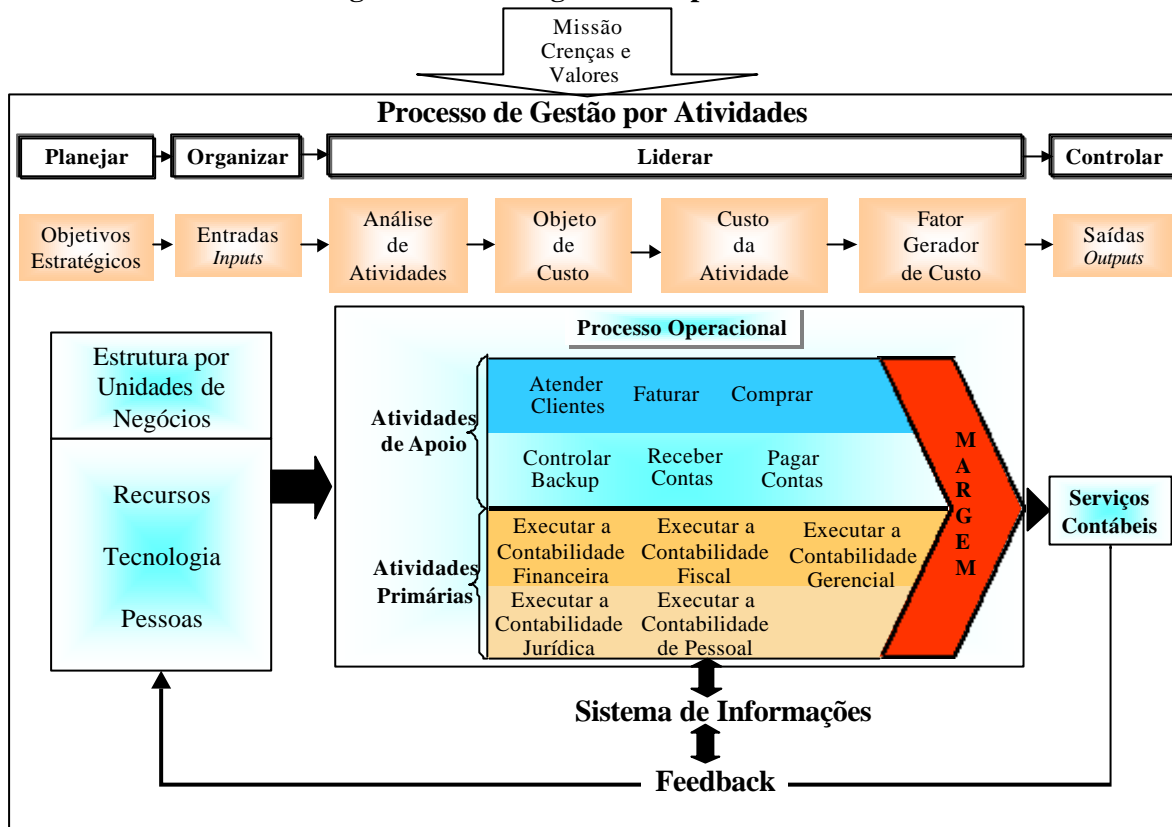 Missão
Crenças e
Valores
Processo de Gestão por Atividades
Planejar
Organizar
Liderar
Controlar
Objetivos
Estratégicos
Entradas
Inputs
Análise
de
Atividades
Objeto
de
Custo
Custo
da
Atividade
Fator
Gerador
de Custo
Saídas
Outputs
Estrutura por
Unidades de
Negócios
Recursos
Tecnologia
Pessoas
Processo Operacional
Atividades
de Apoio
Atender
Clientes
Faturar
Comprar
Controlar
Backup
Receber
Contas
Pagar
Contas
Atividades
Primárias
Executar a
Contabilidade
Financeira
Executar a
Contabilidade
Fiscal
Executar a
Contabilidade
Gerencial
Executar a
Contabilidade
Jurídica
Executar a
Contabilidade
de Pessoal
MARGEM
Serviços
Contábeis
Sistema de Informações
Feedback